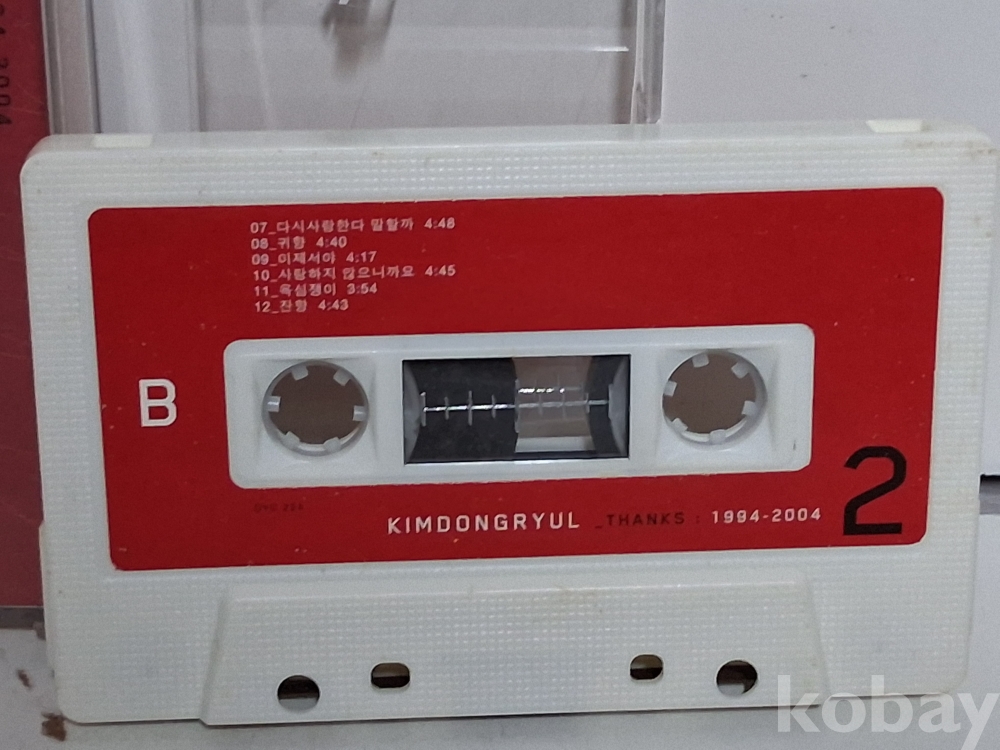 07_다시사랑한다 말할까 4:48
08_귀향 4:40
09_이제서야 4:17
10_사랑하지 않으니까요 4:45
11_욕심쟁이 3:54
12_잔향 4:43
B
2
KIMDONGRYUL _THANKS : 1994-2004
kobay